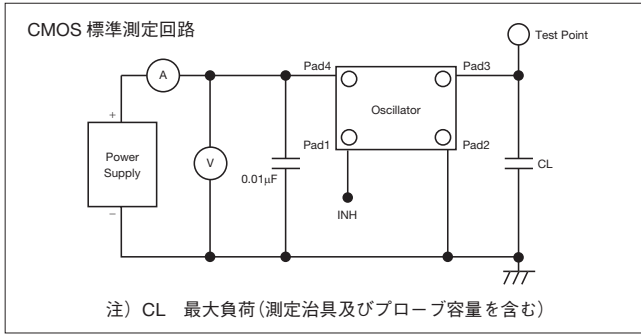 CMOS 標準測定回路
Test Point
A
Pad4
Pad3
Oscillator
+
Power
Supply
−
V
0.01μF
Pad1
Pad2
CL
INH
注）CL　最大負荷（測定治具及びプローブ容量を含む）